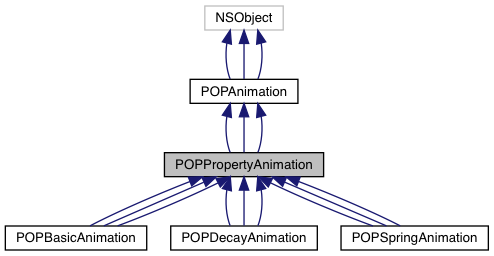 NSObject
POPAnimation
POPPropertyAnimation
POPBasicAnimation POPDecayAnimation POPSpringAnimation